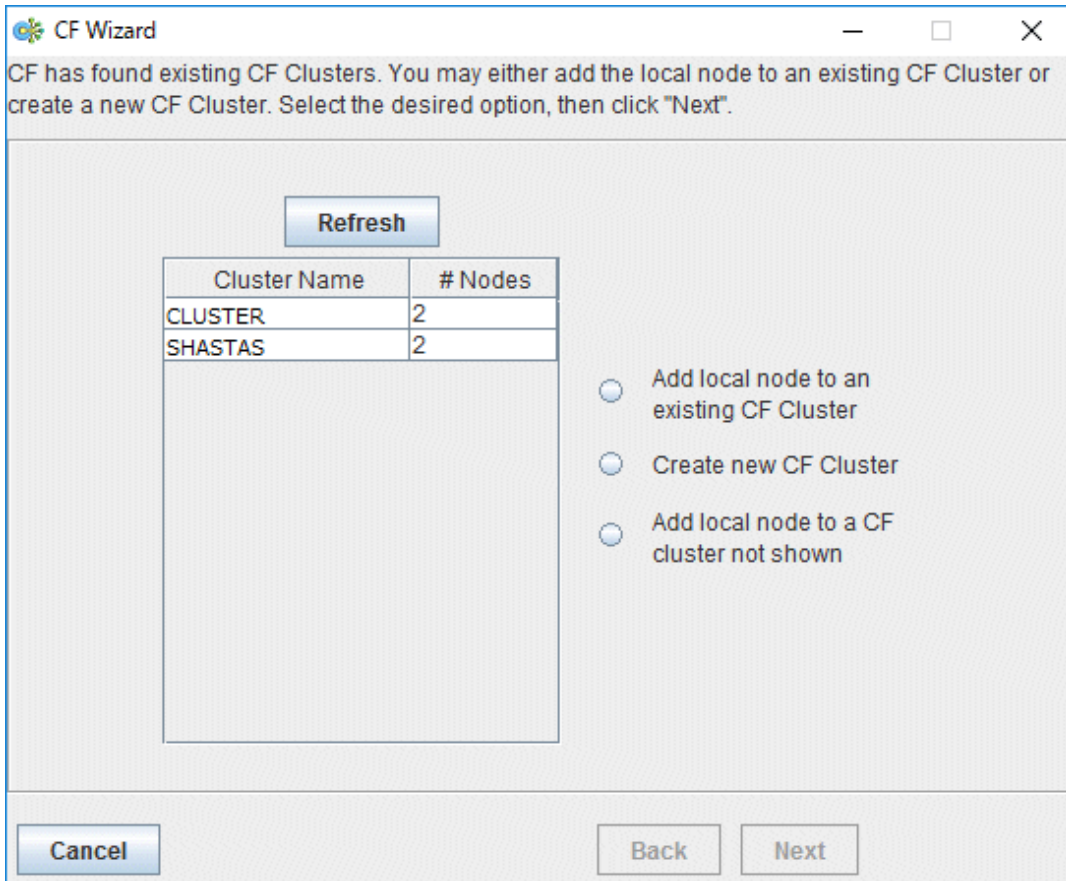 CF Wizard
CF has found existing CF Clusters. You may either add the local node to an existing CF Cluster or
create a new CF Cluster. Select the desired option, then click "Next".
Refresh
Cluster Name # Nodes
CLUSTER 2
SHASTAS 2
Add local node to an
existing CF Cluster
Create new CF Cluster
Add local node to a CF
cluster not shown
Cancel Back Next